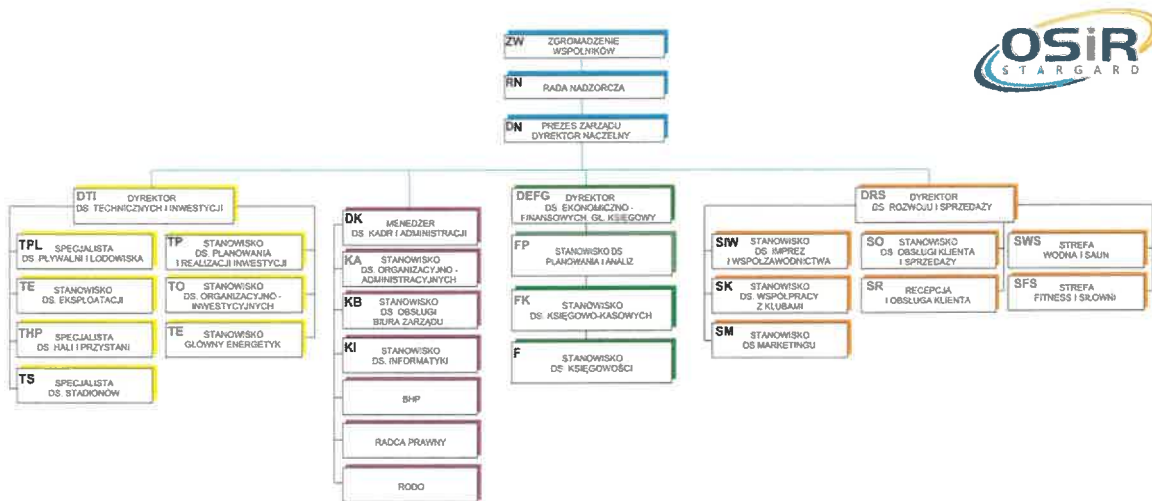 OSiR
STARGARD
ZW ZGROMADZENIE
WSPÓLNIKÓW
RN RADA NADZORCZA
DN PREZES ZARZĄDU
DYREKTOR NACZELNY
DTI DYREKTOR
DS. TECHNICZNYCH I INWESTYCJI
TPL SPECJALISTA
DS. PŁYWALNI I LODOWISKA
TE STANOWISKO
DS. EKSPLOATACJI
THP SPECJALISTA
DS. HALI I PRZYSTANI
TS SPECJALISTA
DS. STADIONÓW
TP STANOWISKO
DS. PLANOWANIA
I REALIZACJI INWESTYCJI
TO STANOWISKO
DS. ORGANIZACYJNO -
INWESTYCYJNYCH
TE STANOWISKO
GŁÓWNY ENERGETYK
DK MENEDŻER
DS. KADR I ADMINISTRACJI
KA STANOWISKO
DS. ORGANIZACYJNO -
ADMINISTRACYJNYCH
KB STANOWISKO
DS OBSŁUGI
BIURA ZARZĄDU
KI STANOWISKO
DS. INFORMATYKI
BHP
RADCA PRAWNY
RODO
DEFG DYREKTOR
DS. EKONOMICZNO -
FINANSOWYCH, GŁ. KSIĘGOWY
FP STANOWISKO DS
PLANOWANIA I ANALIZ
FK STANOWISKO
DS. KSIĘGOWO-KASOWYCH
F STANOWISKO
DS. KSIĘGOWOŚCI
DRS DYREKTOR
DS. ROZWOJU I SPRZEDAŻY
SIW STANOWISKO
DS. IMPREZ
I WSPÓŁZAWODNICTWA
SK STANOWISKO
DS. WSPÓŁPRACY
Z KLUBAMI
SM STANOWISKO
DS MARKETINGU
SO STANOWISKO
DS. OBSŁUGI KLIENTA
I SPRZEDAŻY
SR RECEPCJA
I OBSŁUGA KLIENTA
SWS STREFA
WODNA I SAUN
SFS STREFA
FITNESS I SIŁOWNI